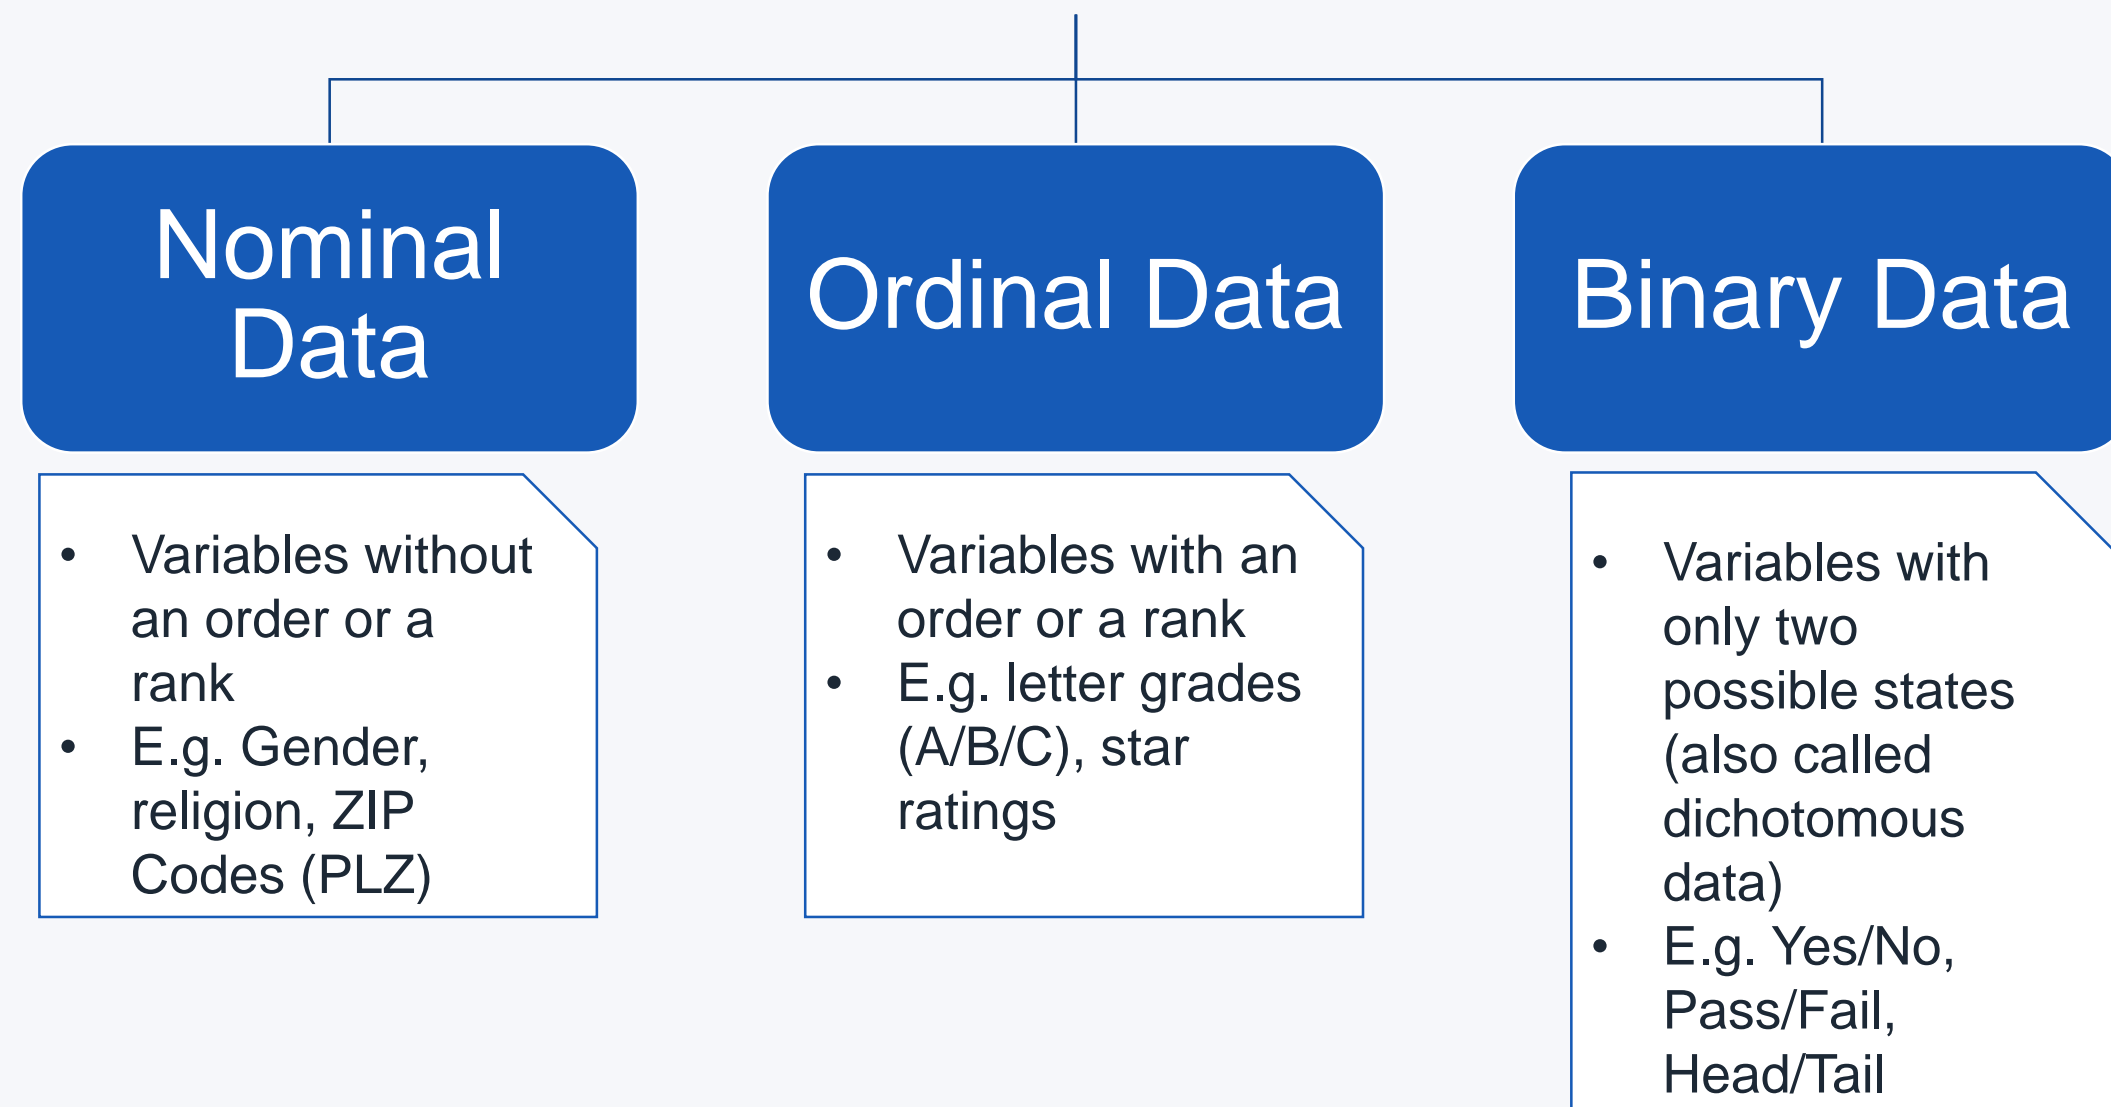 Nominal
Data
• Variables without
an order or a
rank
• E.g. Gender,
religion, ZIP
Codes (PLZ)
Ordinal Data
• Variables with an
order or a rank
• E.g. letter grades
(A/B/C), star
ratings
Binary Data
• Variables with
only two
possible states
(also called
dichotomous
data)
• E.g. Yes/No,
Pass/Fail,
Head/Tail